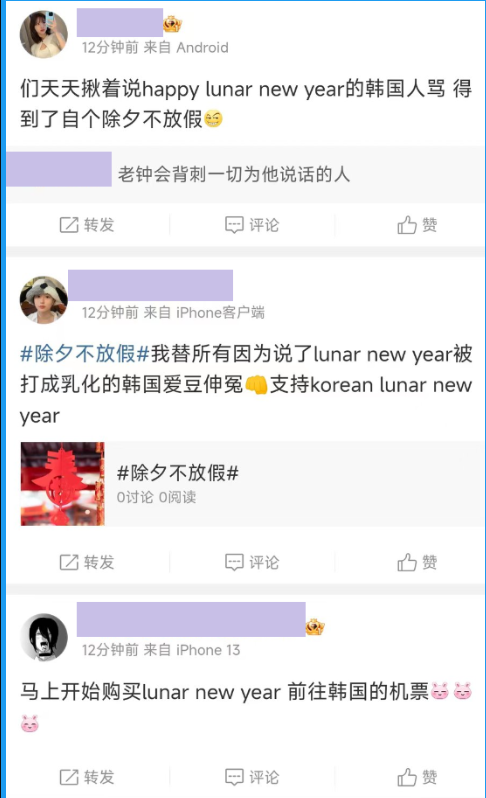 12分钟前 来自 Android
们天天揪着说happy lunar new year的韩国人骂 得
到了自个除夕不放假
老钟会背刺一切为他说话的人
转发 评论 赞
12分钟前 来自 iPhone客户端
#除夕不放假#我替所有因为说了lunar new year被
打成乳化的韩国爱豆伸冤👊支持korean lunar new
year
#除夕不放假#
0讨论 0阅读
转发 评论 赞
12分钟前 来自 iPhone 13
马上开始购买lunar new year 前往韩国的机票
转发 评论 赞